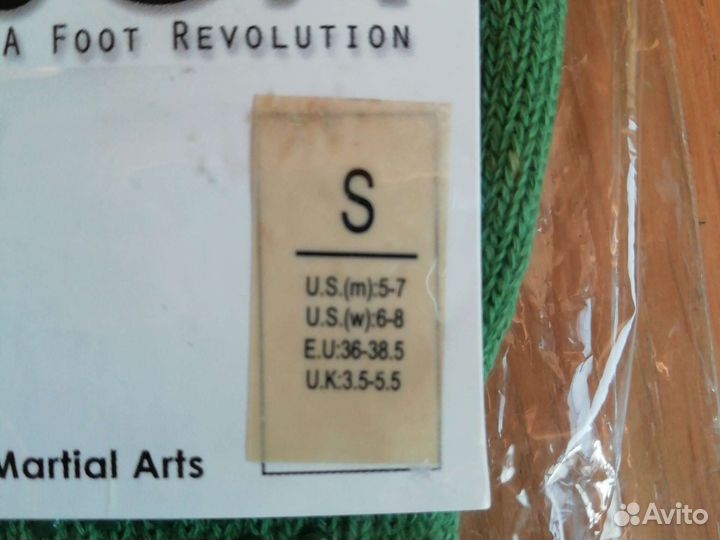 A FOOT REVOLUTION
S
U.S.(m):5-7
U.S.(w):6-8
E.U:36-38.5
U.K:3.5-5.5
Martial Arts
Avito